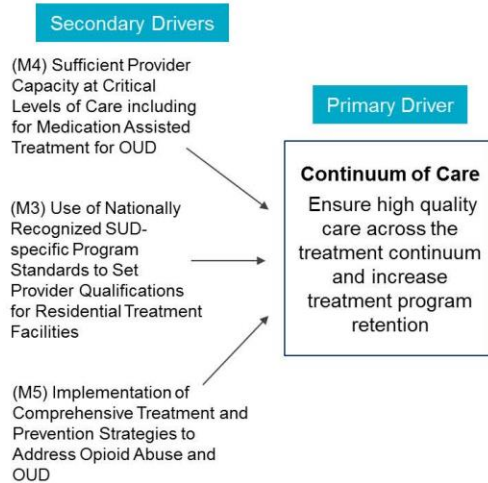 Secondary Drivers
(M4) Sufficient Provider
Capacity at Critical
Levels of Care including
for Medication Assisted
Treatment for OUD
(M3) Use of Nationally
Recognized SUD-
specific Program
Standards to Set
Provider Qualifications
for Residential Treatment
Facilities
(M5) Implementation of
Comprehensive Treatment and
Prevention Strategies to
Address Opioid Abuse and
OUD
Primary Driver
Continuum of Care
Ensure high quality
care across the
treatment continuum
and increase
treatment program
retention